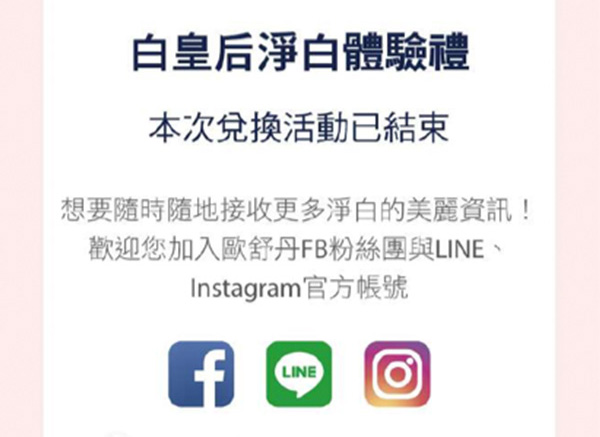 白皇后淨白體驗禮
本次兌換活動已結束
想要隨時隨地接收更多淨白的美麗資訊！
歡迎您加入歐舒丹FB粉絲團與LINE、
Instagram官方帳號
LINE